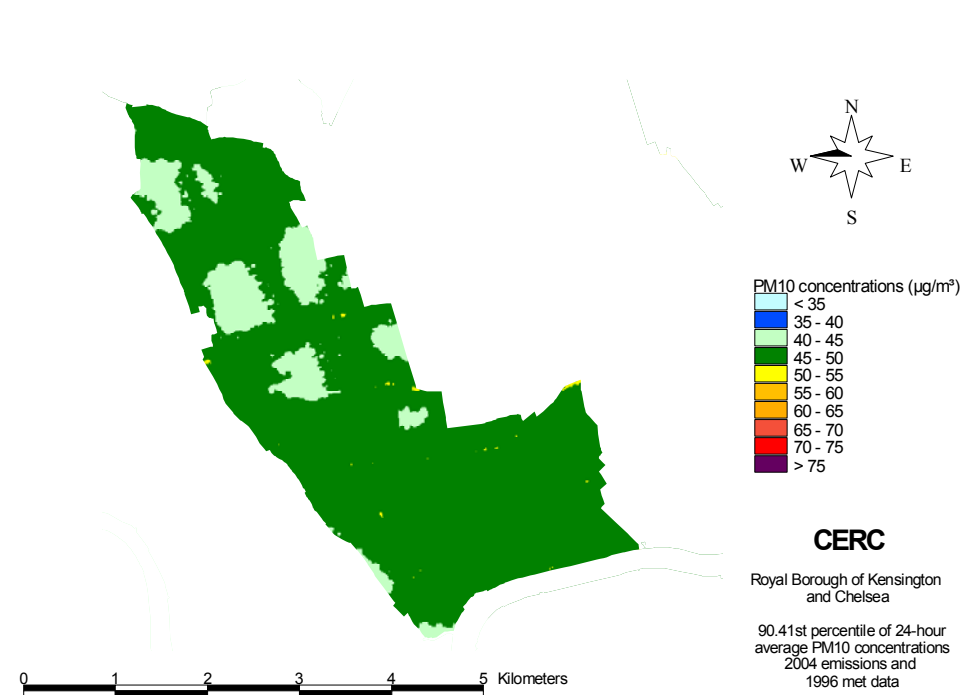 N
W E
S
PM10 concentrations (µg/m³)
< 35
35 - 40
40 - 45
45 - 50
50 - 55
55 - 60
60 - 65
65 - 70
70 - 75
> 75
CERC
Royal Borough of Kensington
and Chelsea
90.41st percentile of 24-hour
average PM10 concentrations
2004 emissions and
1996 met data
0 1 2 3 4 5 Kilometers